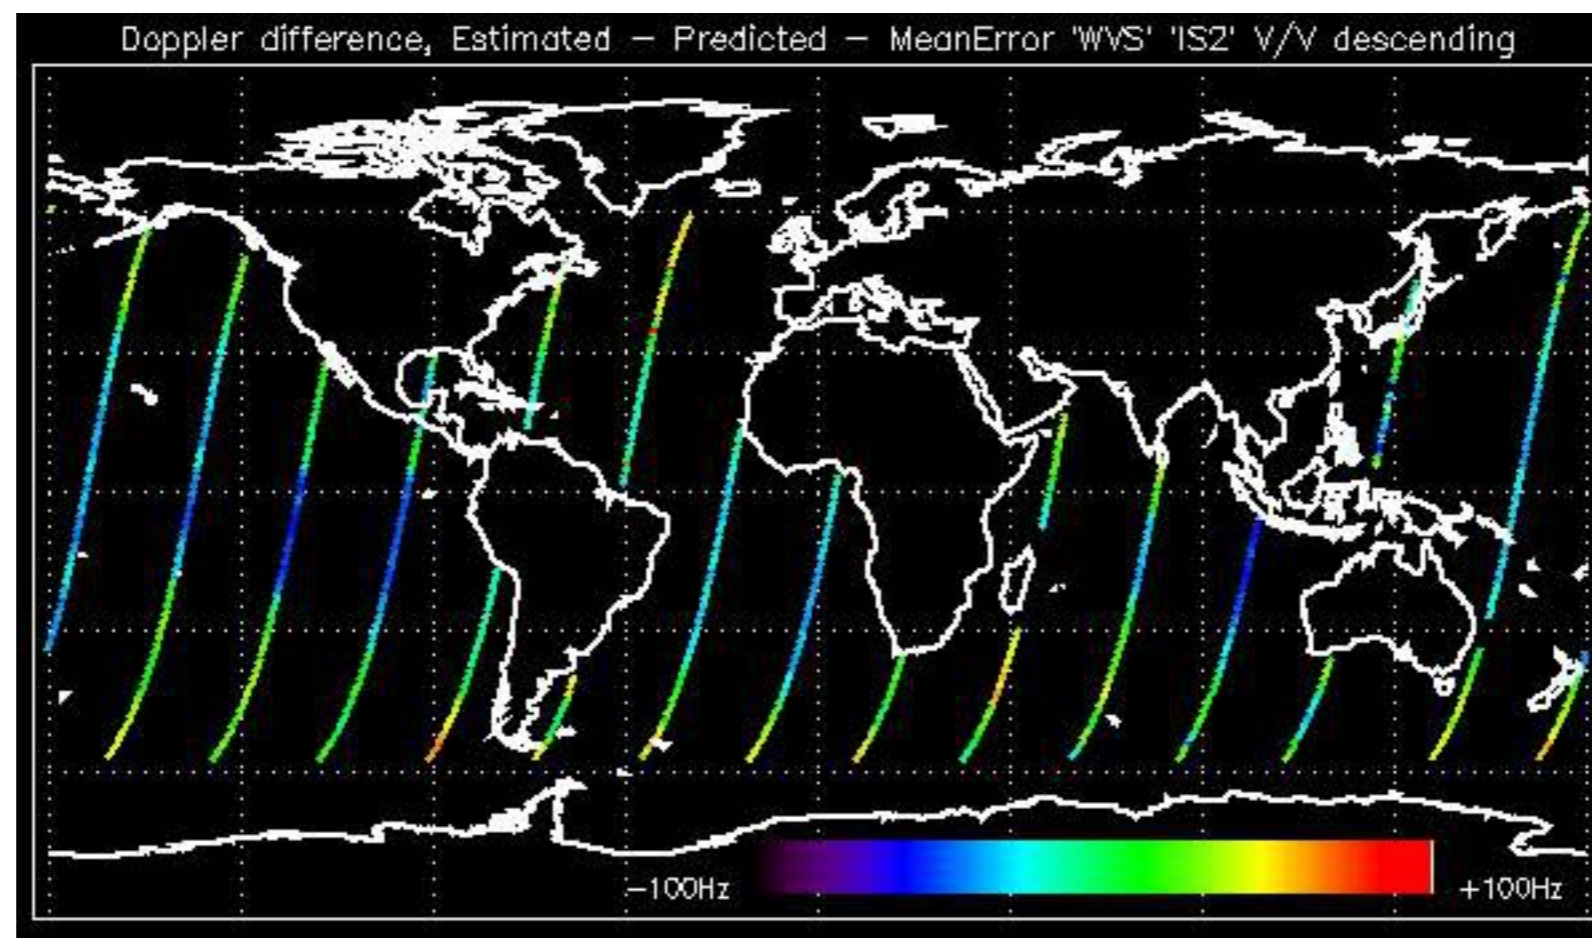 Doppler difference, Estimated – Predicted – MeanError 'WVS' 'IS2' V/V descending
–100Hz +100Hz